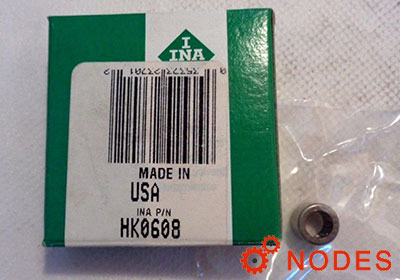 I
INA
MADE IN
USA
INA P/N
HK0608
NODES